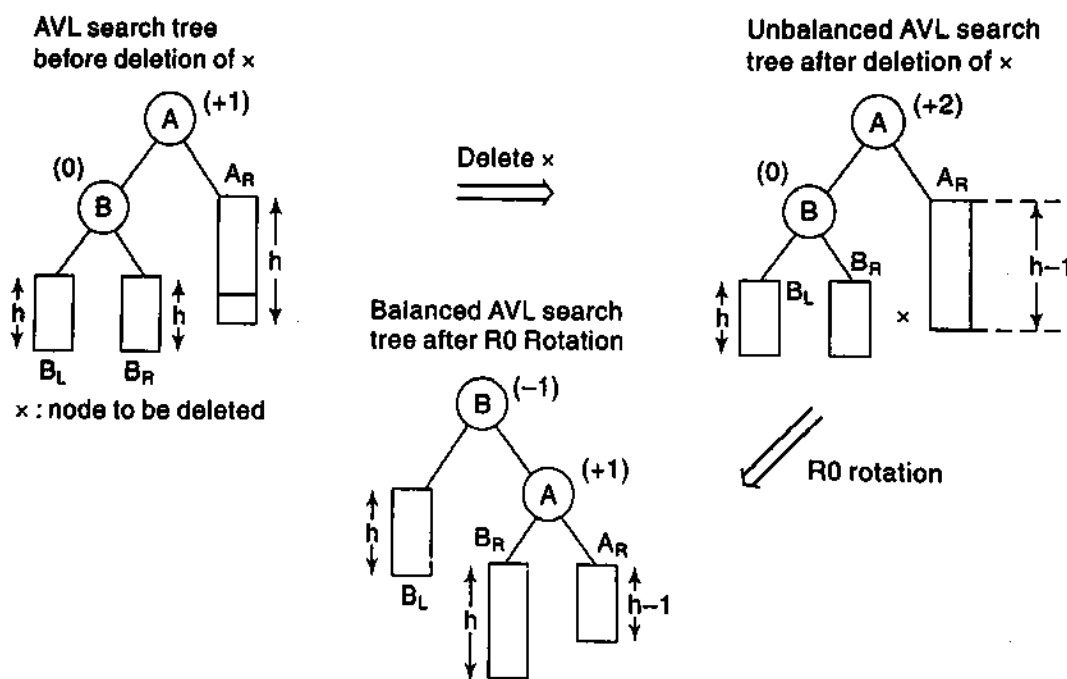 AVL search tree
before deletion of ×
A
(+1)
(0)
B
A_R
h
h
h
B_L
B_R
× : node to be deleted
Delete ×
Unbalanced AVL search
tree after deletion of ×
A
(+2)
(0)
B
A_R
B_R
B_L
h
×
h–1
R0 rotation
Balanced AVL search
tree after R0 Rotation
B
(–1)
A
(+1)
h
B_L
B_R
A_R
h
h–1